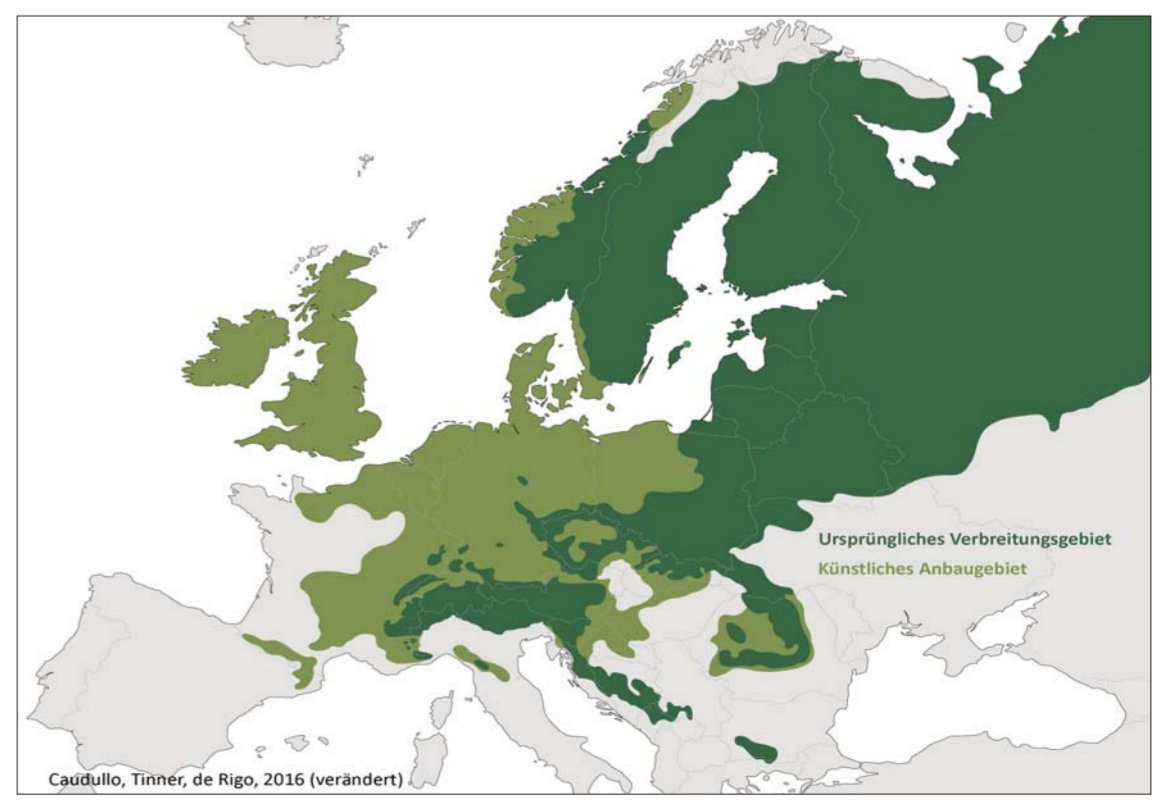 Ursprüngliches Verbreitungsgebiet
Künstliches Anbaugebiet
Caudullo, Tinner, de Rigo, 2016 (verändert)